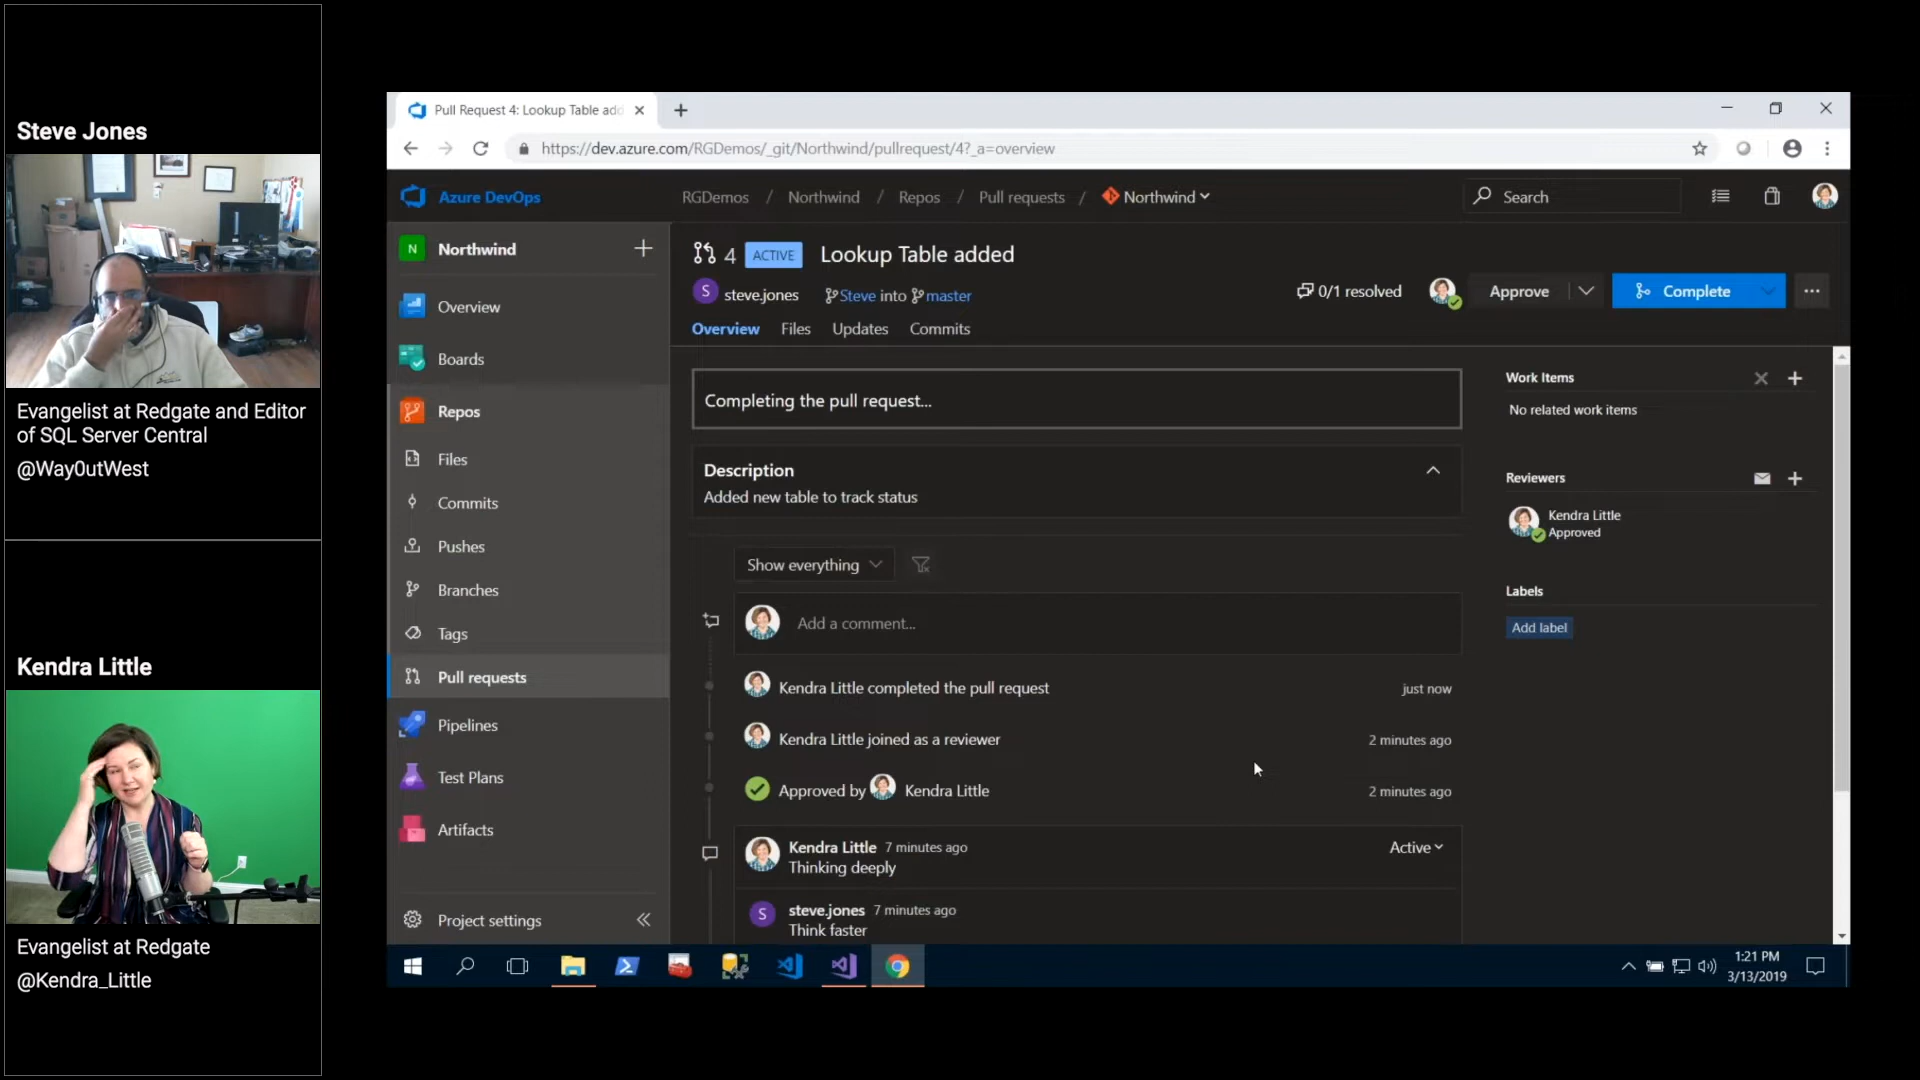 Steve Jones
Evangelist at Redgate and Editor
of SQL Server Central
@Way0utWest
Kendra Little
Evangelist at Redgate
@Kendra_Little
Pull Request 4: Lookup Table add
https://dev.azure.com/RGDemos/_git/Northwind/pullrequest/4?_a=overview
Azure DevOps
RGDemos / Northwind / Repos / Pull requests / Northwind
Search
N Northwind
Overview
Boards
Repos
Files
Commits
Pushes
Branches
Tags
Pull requests
Pipelines
Test Plans
Artifacts
Project settings
4 ACTIVE Lookup Table added
S steve.jones Steve into master
0/1 resolved
Approve
Complete
Overview Files Updates Commits
Completing the pull request...
Description
Added new table to track status
Show everything
Add a comment...
Kendra Little completed the pull request just now
Kendra Little joined as a reviewer 2 minutes ago
Approved by Kendra Little 2 minutes ago
Kendra Little 7 minutes ago Active
Thinking deeply
S steve.jones 7 minutes ago
Think faster
Work Items
No related work items
Reviewers
Kendra Little
Approved
Labels
Add label
1:21 PM
3/13/2019